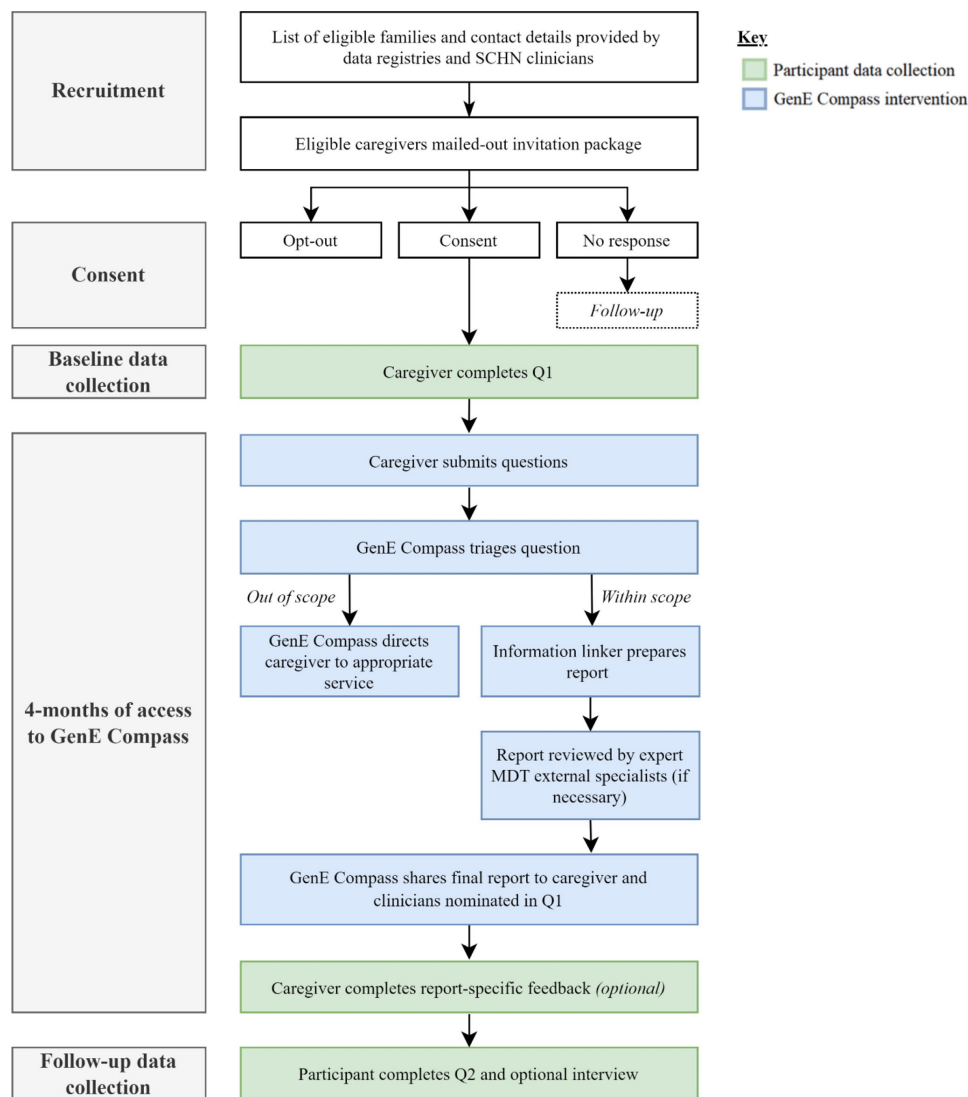 Recruitment
List of eligible families and contact details provided by
data registries and SCHN clinicians
Key
Participant data collection
GenE Compass intervention
Eligible caregivers mailed-out invitation package
Consent
Opt-out
Consent
No response
Follow-up
Baseline data
collection
Caregiver completes Q1
4-months of access
to GenE Compass
Caregiver submits questions
GenE Compass triages question
Out of scope
Within scope
GenE Compass directs
caregiver to appropriate
service
Information linker prepares
report
Report reviewed by expert
MDT external specialists (if
necessary)
GenE Compass shares final report to caregiver and
clinicians nominated in Q1
Caregiver completes report-specific feedback (optional)
Follow-up data
collection
Participant completes Q2 and optional interview